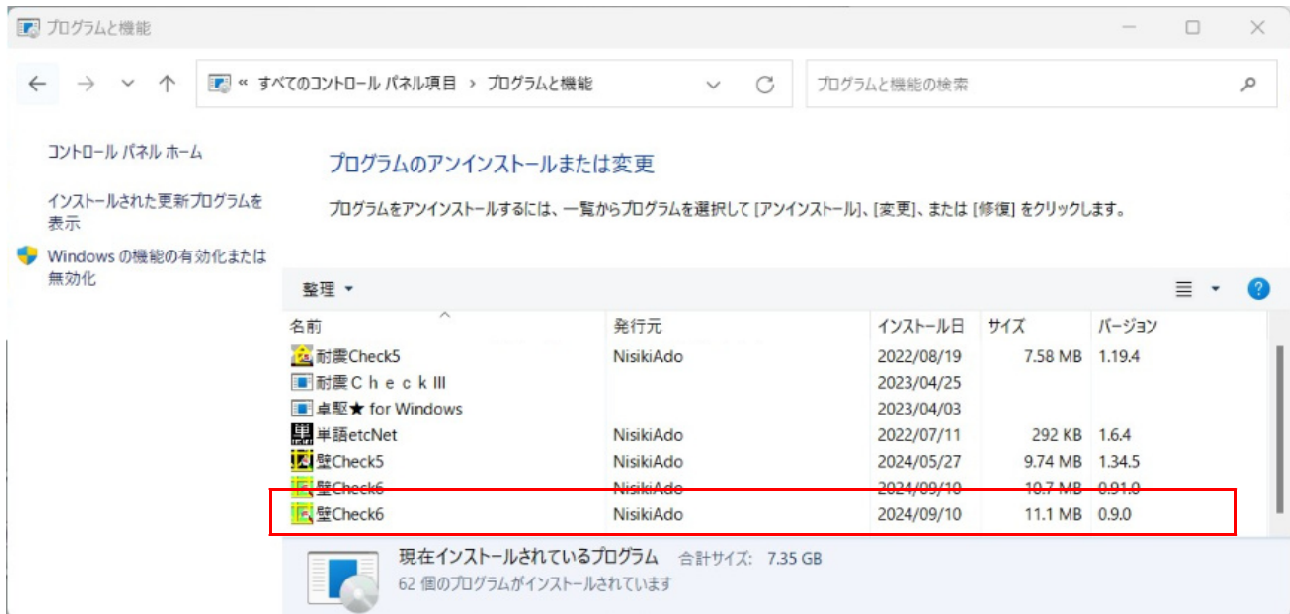 プログラムと機能
« すべてのコントロール パネル項目 › プログラムと機能
プログラムと機能の検索
コントロール パネル ホーム
インストールされた更新プログラムを
表示
Windows の機能の有効化または
無効化
プログラムのアンインストールまたは変更
プログラムをアンインストールするには、一覧からプログラムを選択して [アンインストール]、[変更]、または [修復] をクリックします。
整理
名前 発行元 インストール日 サイズ バージョン
耐震Check5 NisikiAdo 2022/08/19 7.58 MB 1.19.4
耐震ＣｈｅｃｋⅢ 2023/04/25
卓駆★ for Windows 2023/04/03
単語etcNet NisikiAdo 2022/07/11 292 KB 1.6.4
壁Check5 NisikiAdo 2024/05/27 9.74 MB 1.34.5
壁Check6 NisikiAdo 2024/09/10 10.7 MB 0.91.0
壁Check6 NisikiAdo 2024/09/10 11.1 MB 0.9.0
現在インストールされているプログラム 合計サイズ: 7.35 GB
62 個のプログラムがインストールされています